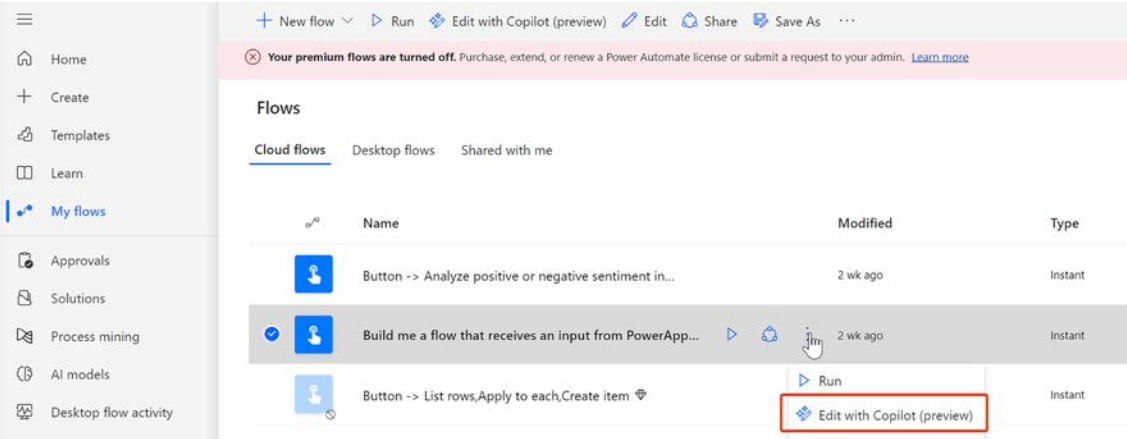 New flow Run Edit with Copilot (preview) Edit Share Save As ...
Home
Your premium flows are turned off. Purchase, extend, or renew a Power Automate license or submit a request to your admin. Learn more
Create
Flows
Templates
Cloud flows Desktop flows Shared with me
Learn
My flows
Name Modified Type
Approvals
Button -> Analyze positive or negative sentiment in... 2 wk ago Instant
Solutions
Process mining
Build me a flow that receives an input from PowerApp... 2 wk ago Instant
AI models
Run
Button -> List rows,Apply to each,Create item Instant
Desktop flow activity
Edit with Copilot (preview)